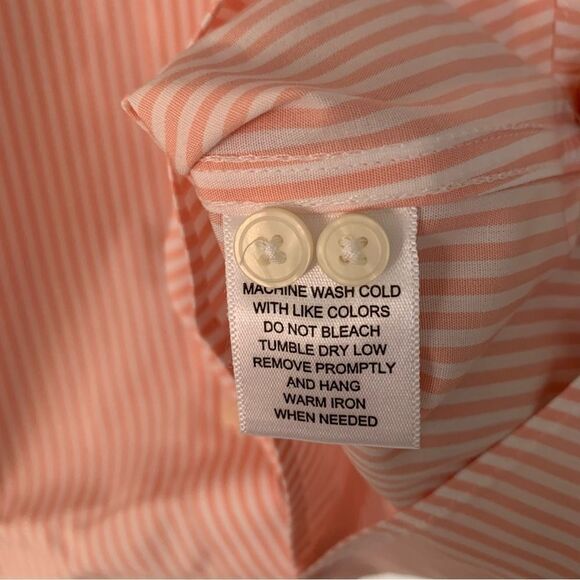 MACHINE WASH COLD
WITH LIKE COLORS
DO NOT BLEACH
TUMBLE DRY LOW
REMOVE PROMPTLY
AND HANG
WARM IRON
WHEN NEEDED